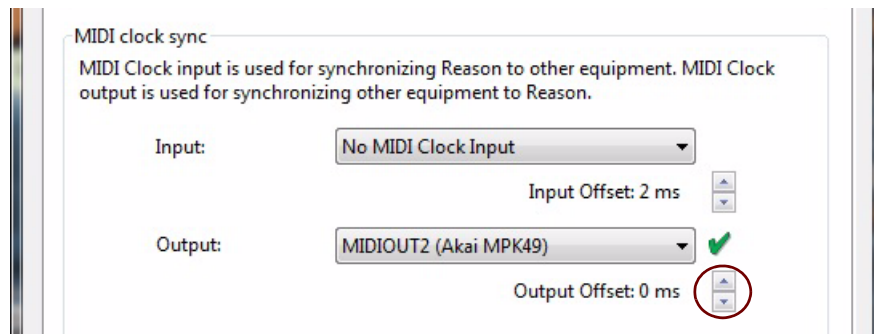 MIDI clock sync
MIDI Clock input is used for synchronizing Reason to other equipment. MIDI Clock
output is used for synchronizing other equipment to Reason.
Input:
No MIDI Clock Input
Input Offset: 2 ms
Output:
MIDIOUT2 (Akai MPK49)
Output Offset: 0 ms